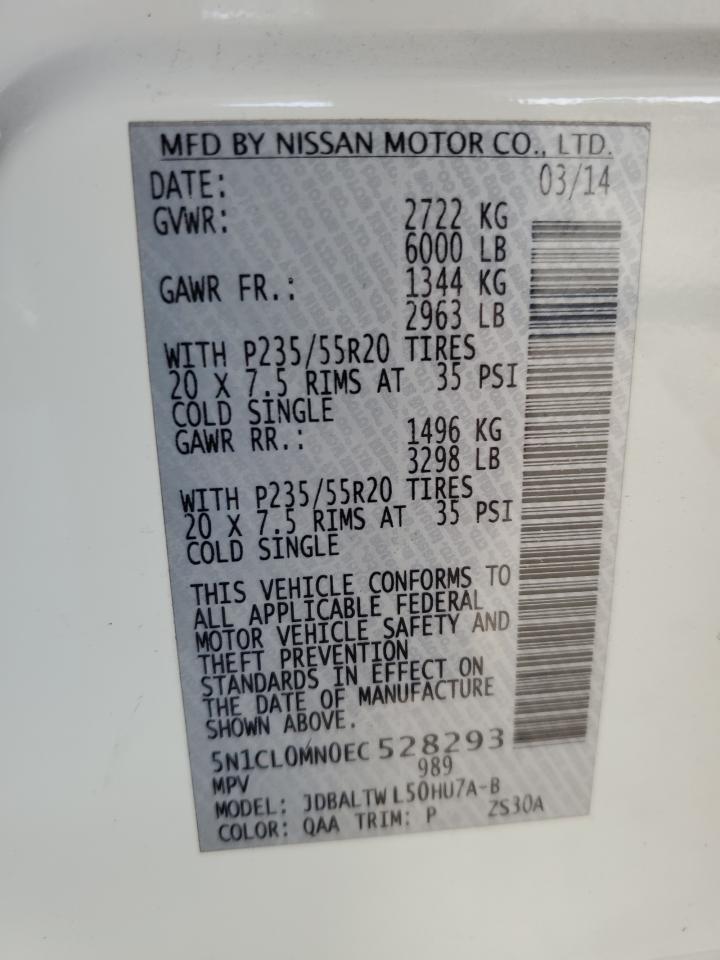 MFD BY NISSAN MOTOR CO., LTD.
DATE: 03/14
GVWR: 2722 KG
6000 LB
GAWR FR.: 1344 KG
2963 LB
WITH P235/55R20 TIRES
20 X 7.5 RIMS AT 35 PSI
COLD SINGLE
GAWR RR.: 1496 KG
3298 LB
WITH P235/55R20 TIRES
20 X 7.5 RIMS AT 35 PSI
COLD SINGLE
THIS VEHICLE CONFORMS TO
ALL APPLICABLE FEDERAL
MOTOR VEHICLE SAFETY AND
THEFT PREVENTION
STANDARDS IN EFFECT ON
THE DATE OF MANUFACTURE
SHOWN ABOVE.
5N1CL0MN0EC528293
MPV 989
MODEL: JDBALTWL50HU7A-B
COLOR: QAA TRIM: P ZS30A